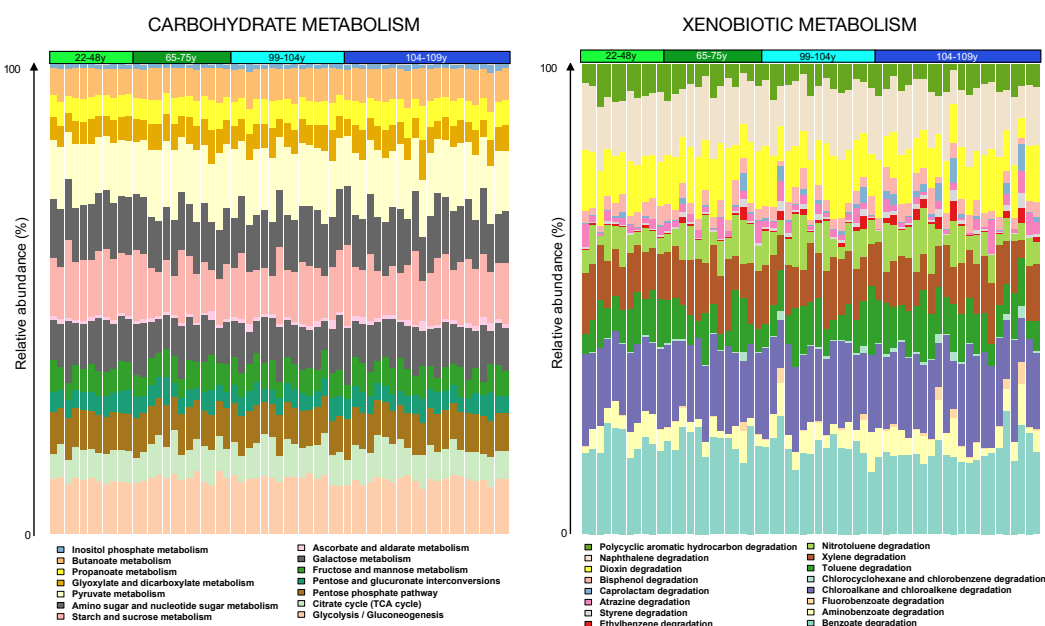 CARBOHYDRATE METABOLISM
22-48y
65-75y
99-104y
104-109y
100
Relative abundance (%)
0
Inositol phosphate metabolism
Butanoate metabolism
Propanoate metabolism
Glyoxylate and dicarboxylate metabolism
Pyruvate metabolism
Amino sugar and nucleotide sugar metabolism
Starch and sucrose metabolism
Ascorbate and aldarate metabolism
Galactose metabolism
Fructose and mannose metabolism
Pentose and glucuronate interconversions
Pentose phosphate pathway
Citrate cycle (TCA cycle)
Glycolysis / Gluconeogenesis
XENOBIOTIC METABOLISM
22-48y
65-75y
99-104y
104-109y
100
Relative abundance (%)
0
Polycyclic aromatic hydrocarbon degradation
Naphthalene degradation
Dioxin degradation
Bisphenol degradation
Caprolactam degradation
Atrazine degradation
Styrene degradation
Ethylbenzene degradation
Nitrotoluene degradation
Xylene degradation
Toluene degradation
Chlorocyclohexane and chlorobenzene degradation
Chloroalkane and chloroalkene degradation
Fluorobenzoate degradation
Aminobenzoate degradation
Benzoate degradation